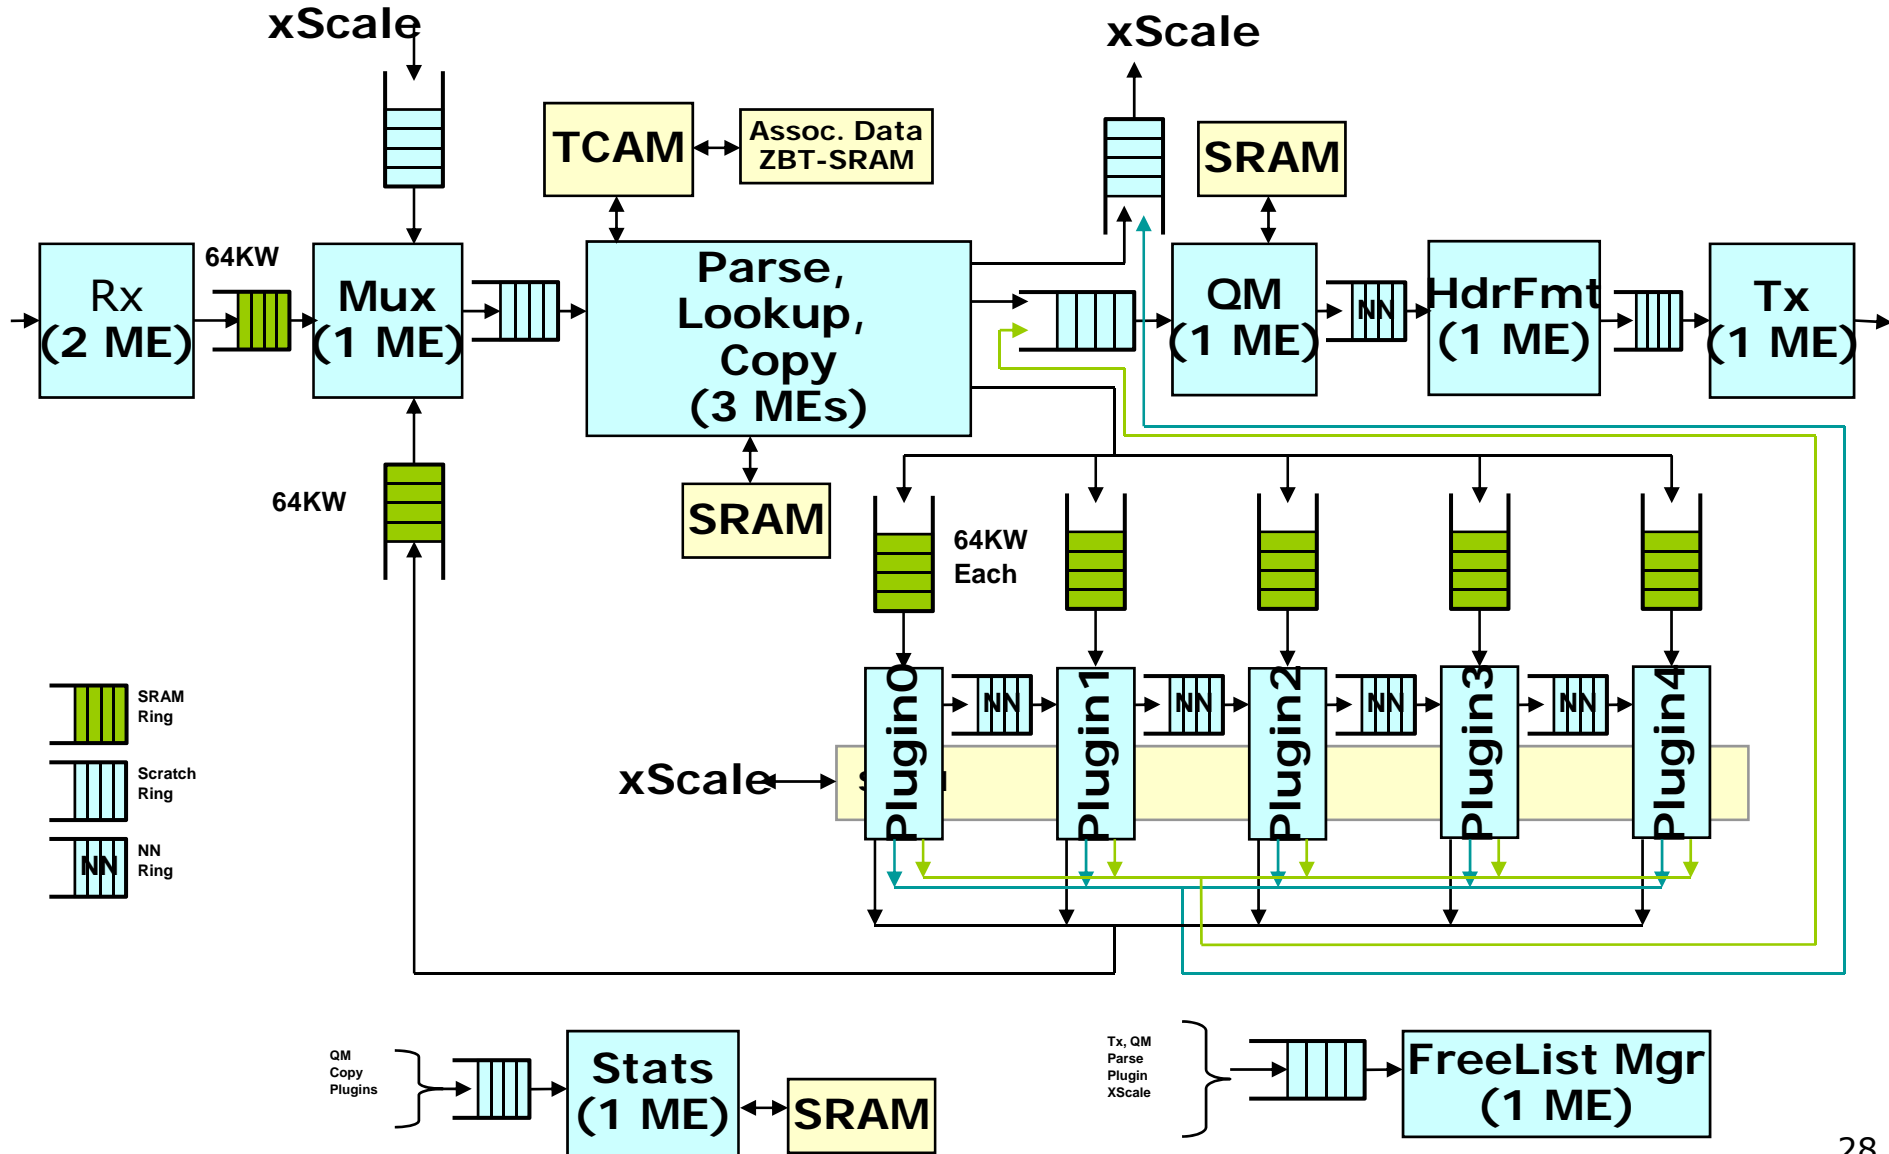 xScale
xScale
TCAM
Assoc. Data
ZBT-SRAM
SRAM
64KW
Rx
(2 ME)
Mux
(1 ME)
Parse,
Lookup,
Copy
(3 MEs)
QM
(1 ME)
NN
HdrFmt
(1 ME)
Tx
(1 ME)
64KW
SRAM
64KW
Each
SRAM
Ring
Scratch
Ring
NN
NN
Ring
Plugin0
NN
Plugin1
NN
Plugin2
NN
Plugin3
NN
Plugin4
xScale
QM
Copy
Plugins
Stats
(1 ME)
SRAM
Tx, QM
Parse
Plugin
XScale
FreeList Mgr
(1 ME)
28